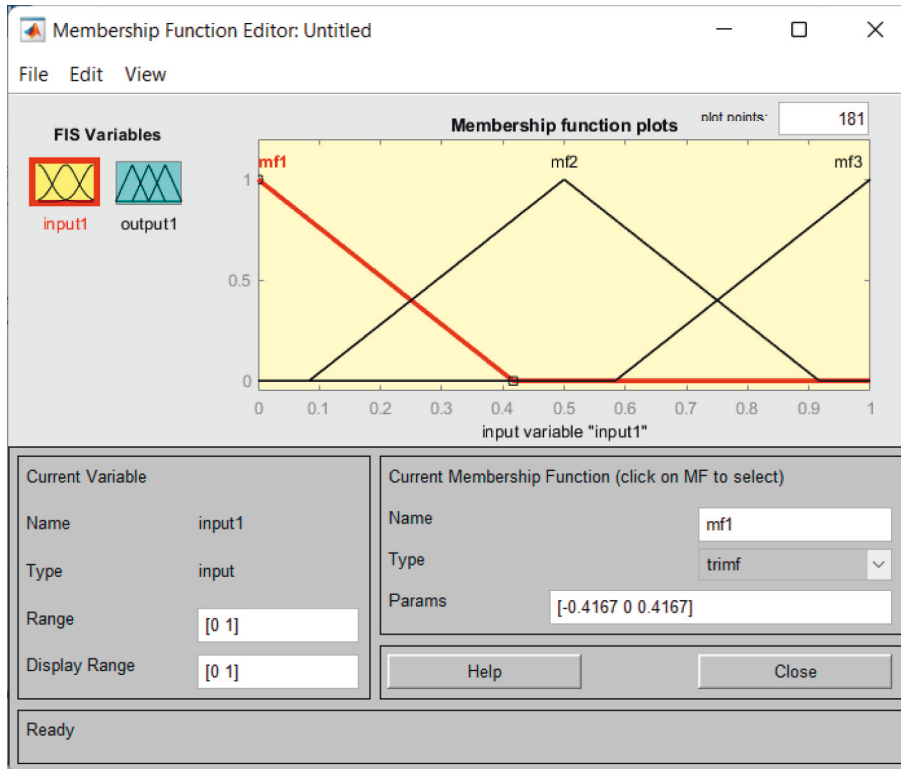 Membership Function Editor: Untitled
File Edit View
FIS Variables
input1
output1
Membership function plots
plot points:
181
mf1
mf2
mf3
1
0.5
0
0 0.1 0.2 0.3 0.4 0.5 0.6 0.7 0.8 0.9 1
input variable "input1"
Current Variable
Name input1
Type input
Range [0 1]
Display Range [0 1]
Current Membership Function (click on MF to select)
Name mf1
Type trimf
Params [-0.4167 0 0.4167]
Help
Close
Ready